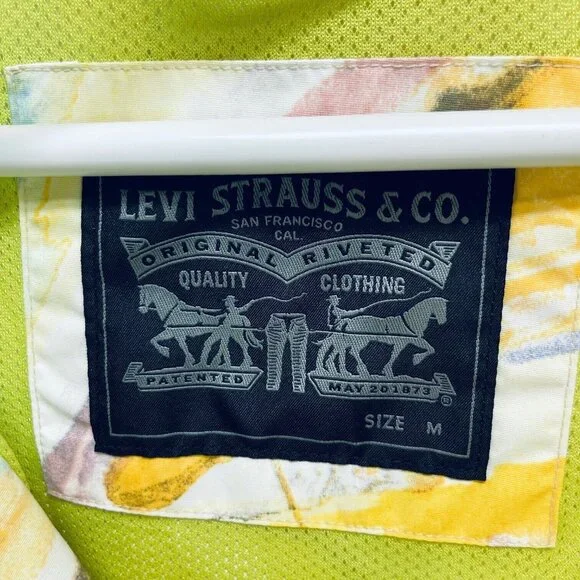 LEVI STRAUSS & CO.
SAN FRANCISCO
CAL.
ORIGINAL RIVETED
QUALITY CLOTHING
PATENTED MAY 20 1873
®
SIZE M